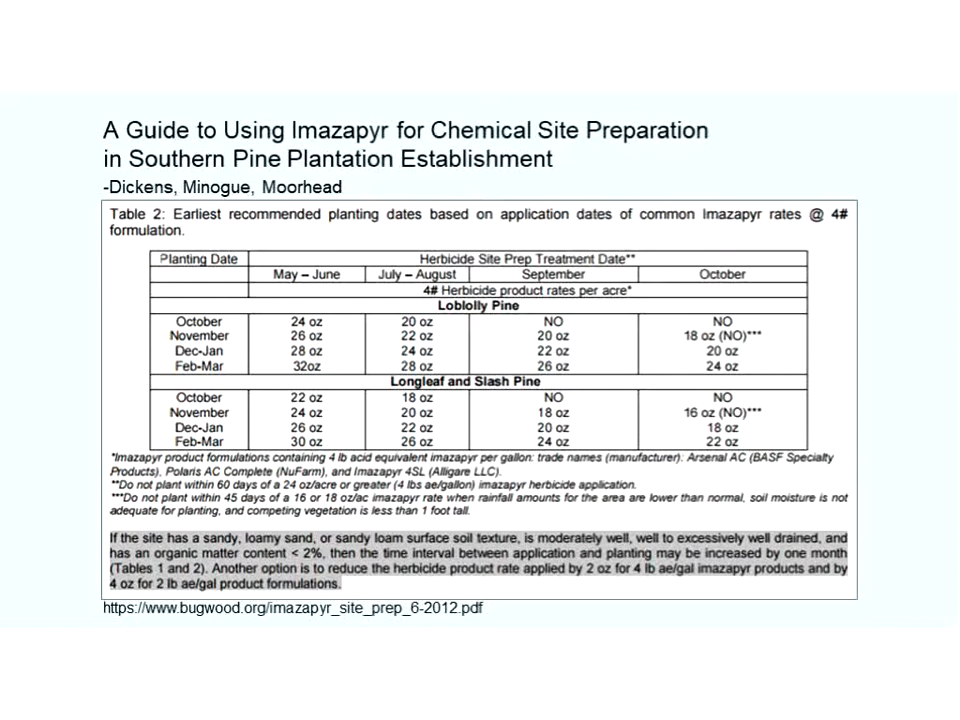 A Guide to Using Imazapyr for Chemical Site Preparation
in Southern Pine Plantation Establishment
-Dickens, Minogue, Moorhead
Table 2: Earliest recommended planting dates based on application dates of common Imazapyr rates @ 4#
formulation.
Planting Date Herbicide Site Prep Treatment Date**
May – June July – August September October
4# Herbicide product rates per acre*
Loblolly Pine
October 24 oz 20 oz NO NO
November 26 oz 22 oz 20 oz 18 oz (NO)***
Dec-Jan 28 oz 24 oz 22 oz 20 oz
Feb-Mar 32oz 28 oz 26 oz 24 oz
Longleaf and Slash Pine
October 22 oz 18 oz NO NO
November 24 oz 20 oz 18 oz 16 oz (NO)***
Dec-Jan 26 oz 22 oz 20 oz 18 oz
Feb-Mar 30 oz 26 oz 24 oz 22 oz
*Imazapyr product formulations containing 4 lb acid equivalent imazapyr per gallon: trade names (manufacturer): Arsenal AC (BASF Specialty
Products), Polaris AC Complete (NuFarm), and Imazapyr 4SL (Alligare LLC).
**Do not plant within 60 days of a 24 oz/acre or greater (4 lbs ae/gallon) imazapyr herbicide application.
***Do not plant within 45 days of a 16 or 18 oz/ac imazapyr rate when rainfall amounts for the area are lower than normal, soil moisture is not
adequate for planting, and competing vegetation is less than 1 foot tall.
If the site has a sandy, loamy sand, or sandy loam surface soil texture, is moderately well, well to excessively well drained, and
has an organic matter content < 2%, then the time interval between application and planting may be increased by one month
(Tables 1 and 2). Another option is to reduce the herbicide product rate applied by 2 oz for 4 lb ae/gal imazapyr products and by
4 oz for 2 lb ae/gal product formulations.
https://www.bugwood.org/imazapyr_site_prep_6-2012.pdf